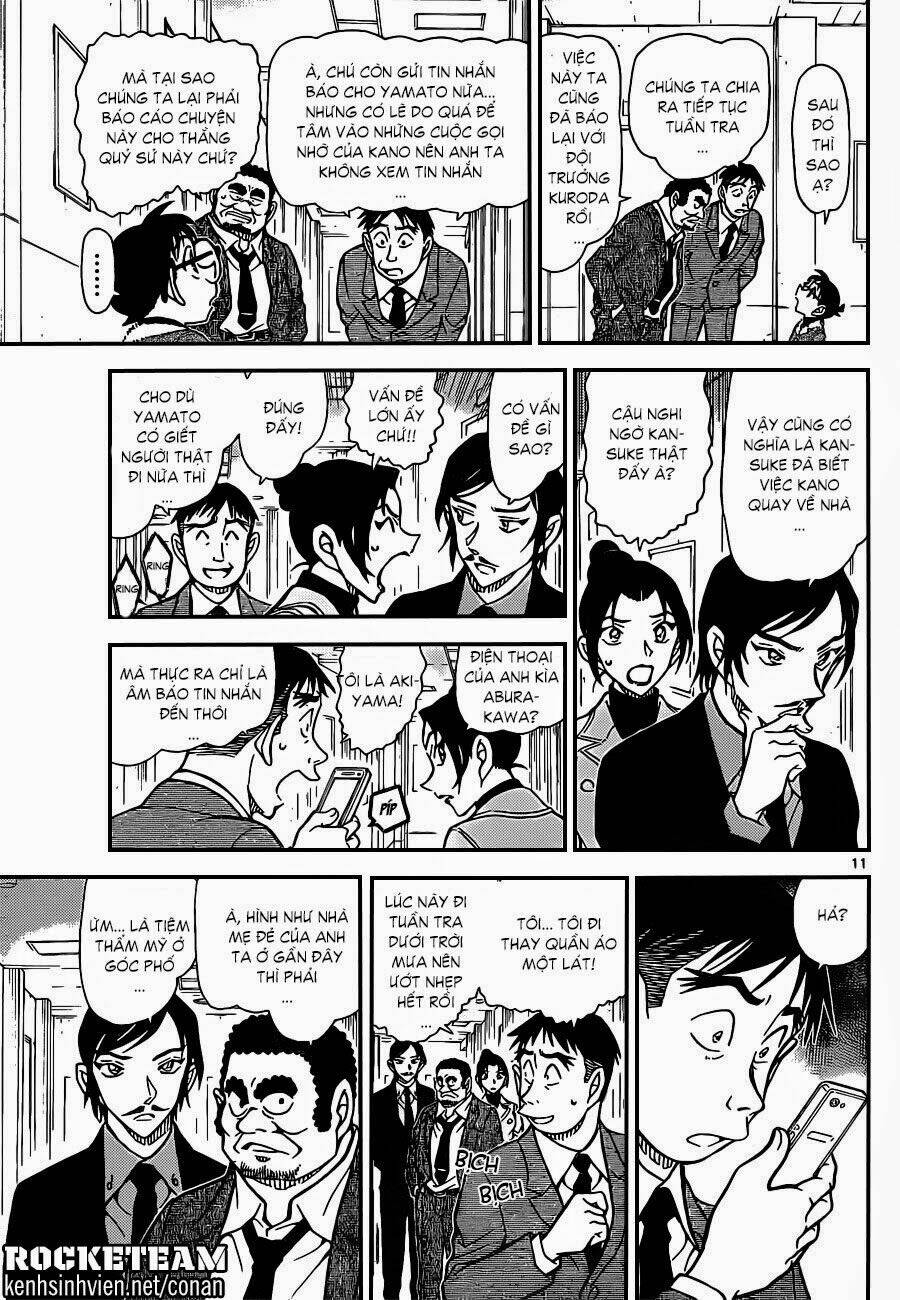 SAU
ĐÓ THÌ
SAO
Ạ?
CHÚNG TA CHIA
RA TIẾP TỤC
TUẦN TRA
...
VIỆC
NÀY TA
CŨNG
ĐÃ BÁO
LẠI VỚI
ĐỘI
TRƯỞNG
KURODA
RỒI
...
À, CHÚ CÒN GỬI TIN NHẮN
BÁO CHO YAMATO NỮA...
NHƯNG CÓ LẼ DO QUÁ ĐỂ
TÂM VÀO NHỮNG CUỘC GỌI
NHỠ CỦA KANO NÊN ANH TA
KHÔNG XEM TIN NHẮN
MÀ TẠI SAO
CHÚNG TA LẠI PHẢI
BÁO CÁO CHUYỆN
NÀY CHO THẰNG
QUỶ SỨ NÀY CHỨ?
......
VẬY CŨNG CÓ
NGHĨA LÀ KAN-
SUKE ĐÃ BIẾT
VIỆC KANO
QUAY VỀ NHÀ
...
CẬU NGHI
NGỜ KAN-
SUKE THẬT
ĐẤY À?
CÓ VẤN
ĐỀ GÌ
SAO?
VẤN ĐỀ
LỚN ẤY
CHỨ!!
ĐÚNG
ĐẤY!
CHO DÙ
YAMATO
CÓ GIẾT
NGƯỜI THẬT
ĐI NỮA THÌ
...
RING
RING
ĐIỆN THOẠI
CỦA ANH KÌA
ABURA-
KAWA?
TÔI LÀ AKI-
YAMA!
PÍP
MÀ THỰC RA CHỈ LÀ
ÂM BÁO TIN NHẮN
ĐẾN THÔI
...
11
HẢ?
TÔI... TÔI ĐI
THAY QUẦN ÁO
MỘT LÁT!
LÚC NÀY ĐI
TUẦN TRA
DƯỚI TRỜI
MƯA NÊN
ƯỚT NHẸP
HẾT RỒI
...
BỊCH
BỊCH
À, HÌNH NHƯ NHÀ
MẸ ĐẺ CỦA ANH
TA Ở GẦN ĐÂY
THÌ PHẢI
...
ỪM... LÀ TIỆM
THẨM MỸ Ở
GÓC PHỐ
...
ROCKETEAM
kenhsinhvien.net/conan